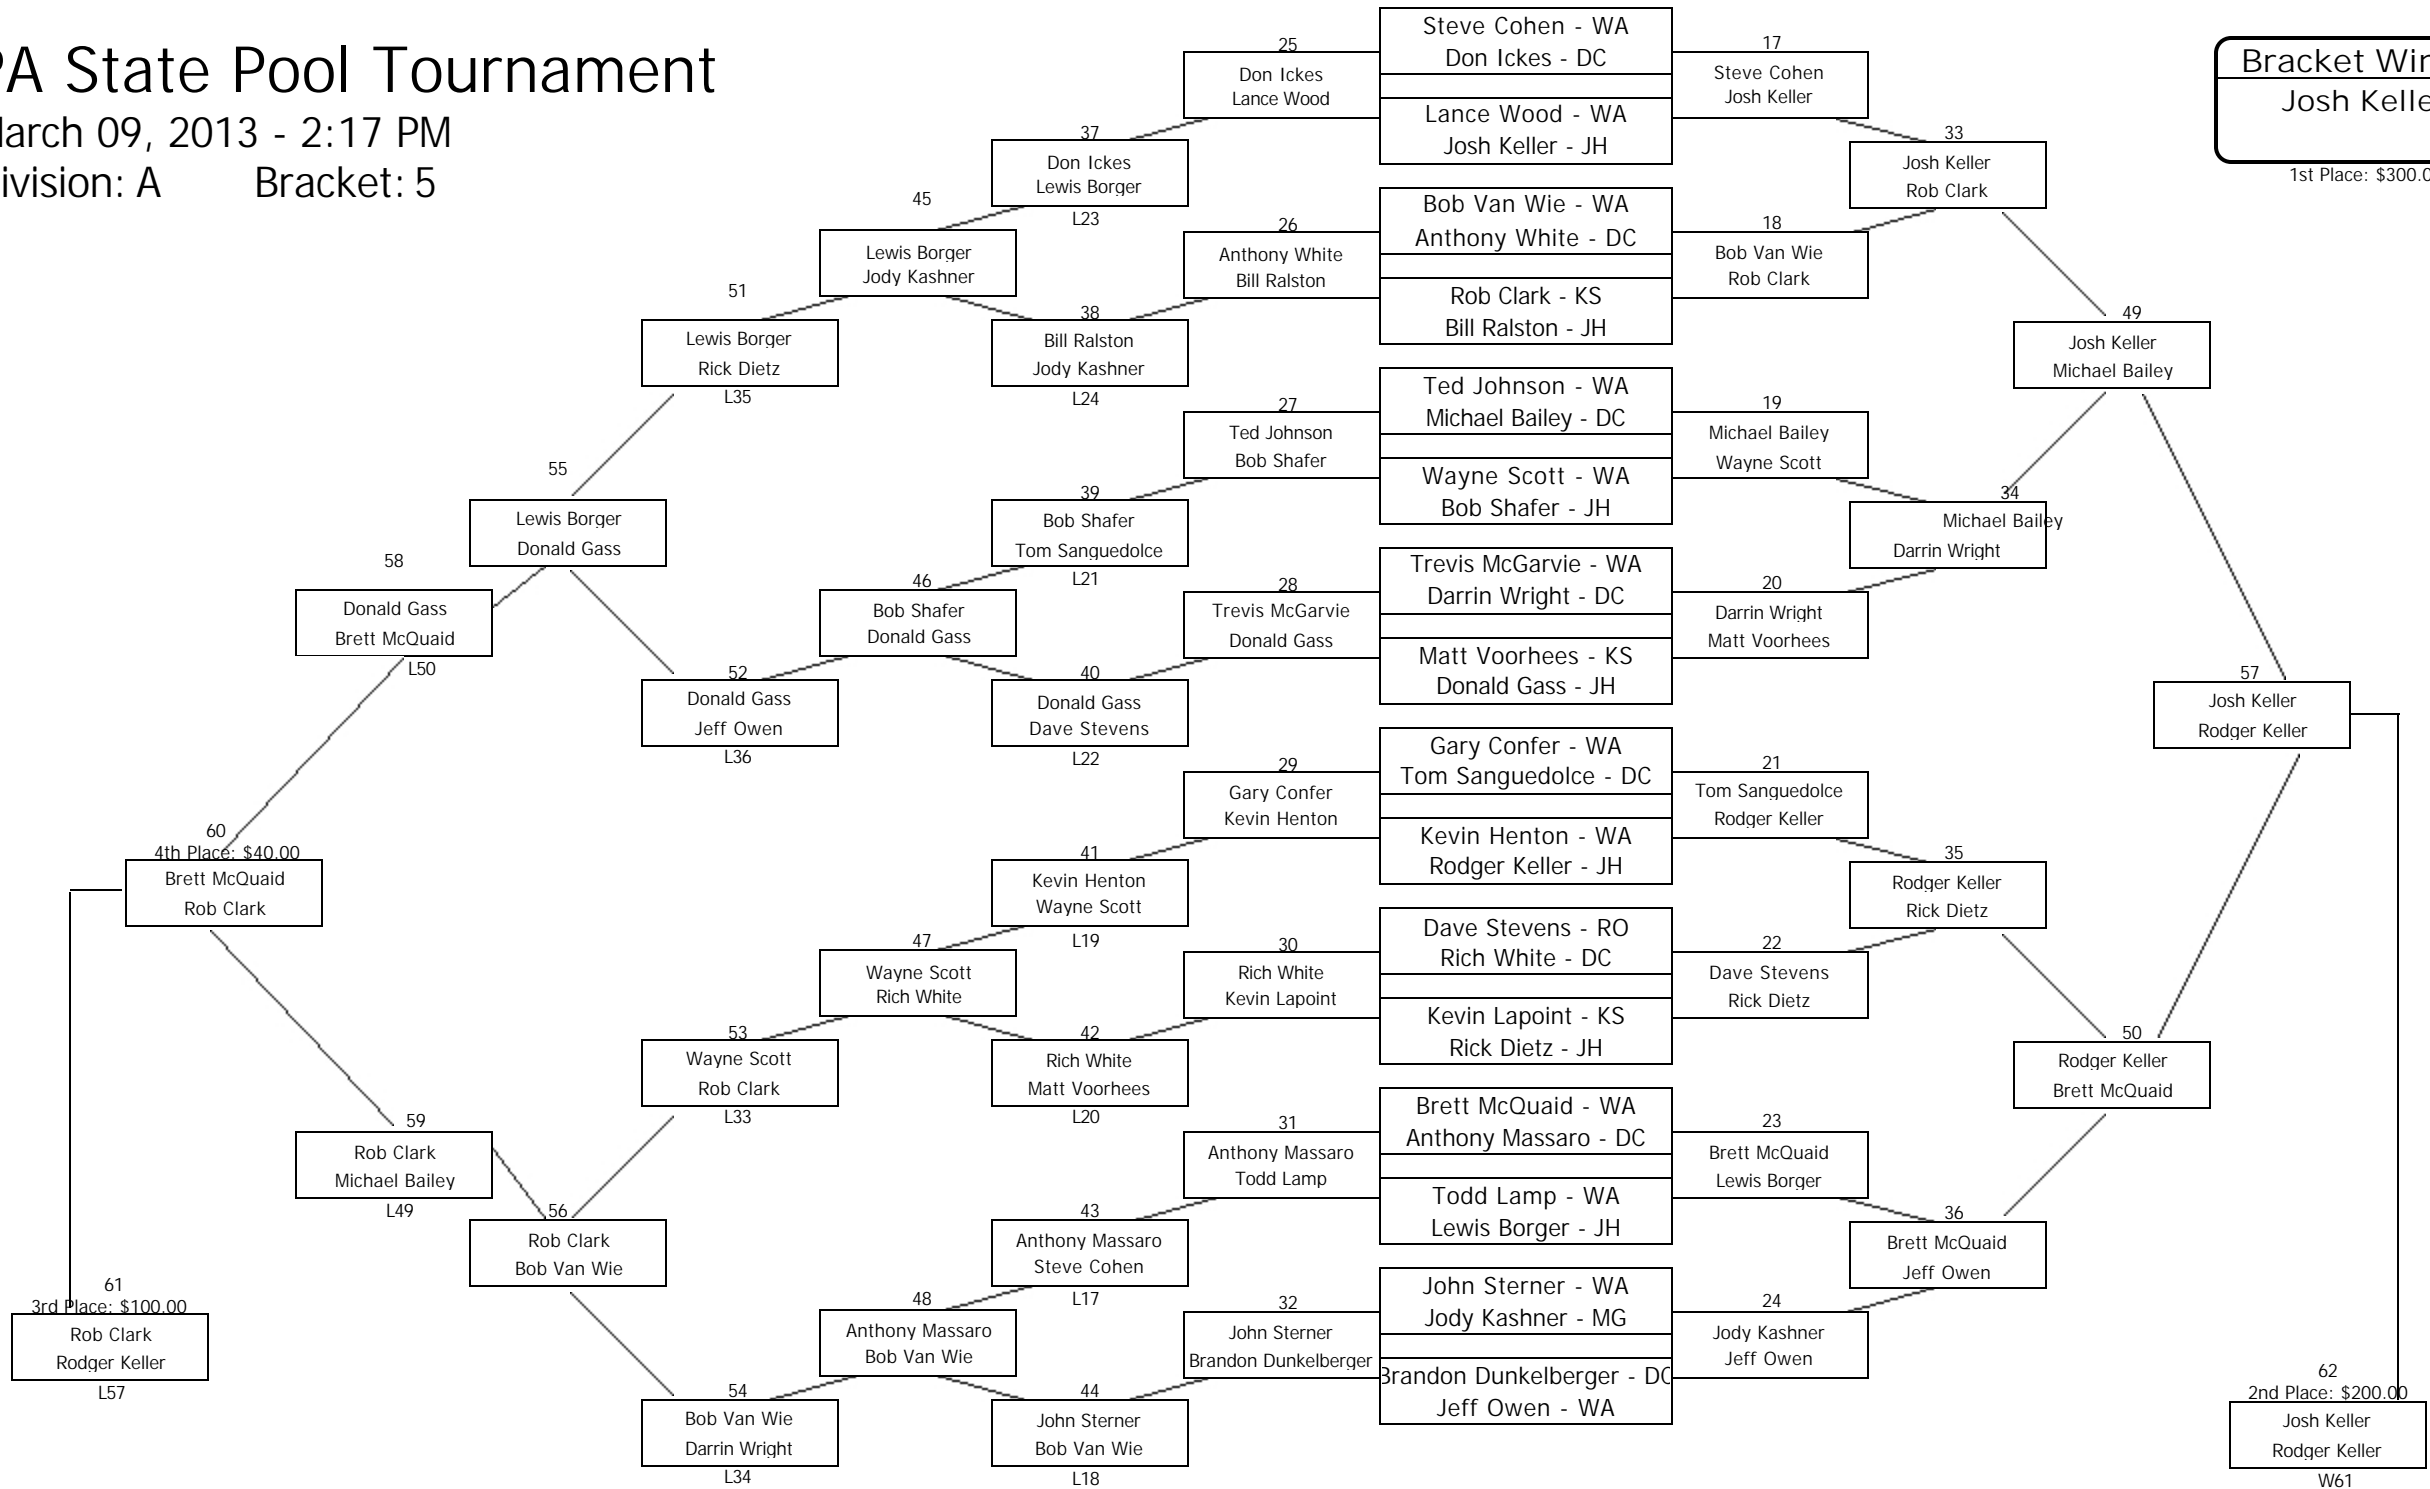 PA State Pool Tournament
March 09, 2013 - 2:17 PM
Division: A Bracket: 5
Bracket Win
Josh Kelle
1st Place: $300.0
58
Donald Gass
Brett McQuaid
L50
60
4th Place: $40.00
Brett McQuaid
Rob Clark
59
Rob Clark
Michael Bailey
L49
61
3rd Place: $100.00
Rob Clark
Rodger Keller
L57
55
Lewis Borger
Donald Gass
56
Rob Clark
Bob Van Wie
51
Lewis Borger
Rick Dietz
L35
52
Donald Gass
Jeff Owen
L36
53
Wayne Scott
Rob Clark
L33
54
Bob Van Wie
Darrin Wright
L34
45
Lewis Borger
Jody Kashner
46
Bob Shafer
Donald Gass
47
Wayne Scott
Rich White
48
Anthony Massaro
Bob Van Wie
37
Don Ickes
Lewis Borger
L23
38
Bill Ralston
Jody Kashner
L24
39
Bob Shafer
Tom Sanguedolce
L21
40
Donald Gass
Dave Stevens
L22
41
Kevin Henton
Wayne Scott
L19
42
Rich White
Matt Voorhees
L20
43
Anthony Massaro
Steve Cohen
L17
44
John Sterner
Bob Van Wie
L18
25
Don Ickes
Lance Wood
26
Anthony White
Bill Ralston
27
Ted Johnson
Bob Shafer
28
Trevis McGarvie
Donald Gass
29
Gary Confer
Kevin Henton
30
Rich White
Kevin Lapoint
31
Anthony Massaro
Todd Lamp
32
John Sterner
Brandon Dunkelberger
Steve Cohen - WA
Don Ickes - DC
Lance Wood - WA
Josh Keller - JH
Bob Van Wie - WA
Anthony White - DC
Rob Clark - KS
Bill Ralston - JH
Ted Johnson - WA
Michael Bailey - DC
Wayne Scott - WA
Bob Shafer - JH
Trevis McGarvie - WA
Darrin Wright - DC
Matt Voorhees - KS
Donald Gass - JH
Gary Confer - WA
Tom Sanguedolce - DC
Kevin Henton - WA
Rodger Keller - JH
Dave Stevens - RO
Rich White - DC
Kevin Lapoint - KS
Rick Dietz - JH
Brett McQuaid - WA
Anthony Massaro - DC
Todd Lamp - WA
Lewis Borger - JH
John Sterner - WA
Jody Kashner - MG
Brandon Dunkelberger - DC
Jeff Owen - WA
17
Steve Cohen
Josh Keller
18
Bob Van Wie
Rob Clark
19
Michael Bailey
Wayne Scott
20
Darrin Wright
Matt Voorhees
21
Tom Sanguedolce
Rodger Keller
22
Dave Stevens
Rick Dietz
23
Brett McQuaid
Lewis Borger
24
Jody Kashner
Jeff Owen
33
Josh Keller
Rob Clark
34
Michael Bailey
Darrin Wright
35
Rodger Keller
Rick Dietz
36
Brett McQuaid
Jeff Owen
49
Josh Keller
Michael Bailey
50
Rodger Keller
Brett McQuaid
57
Josh Keller
Rodger Keller
62
2nd Place: $200.00
Josh Keller
Rodger Keller
W61